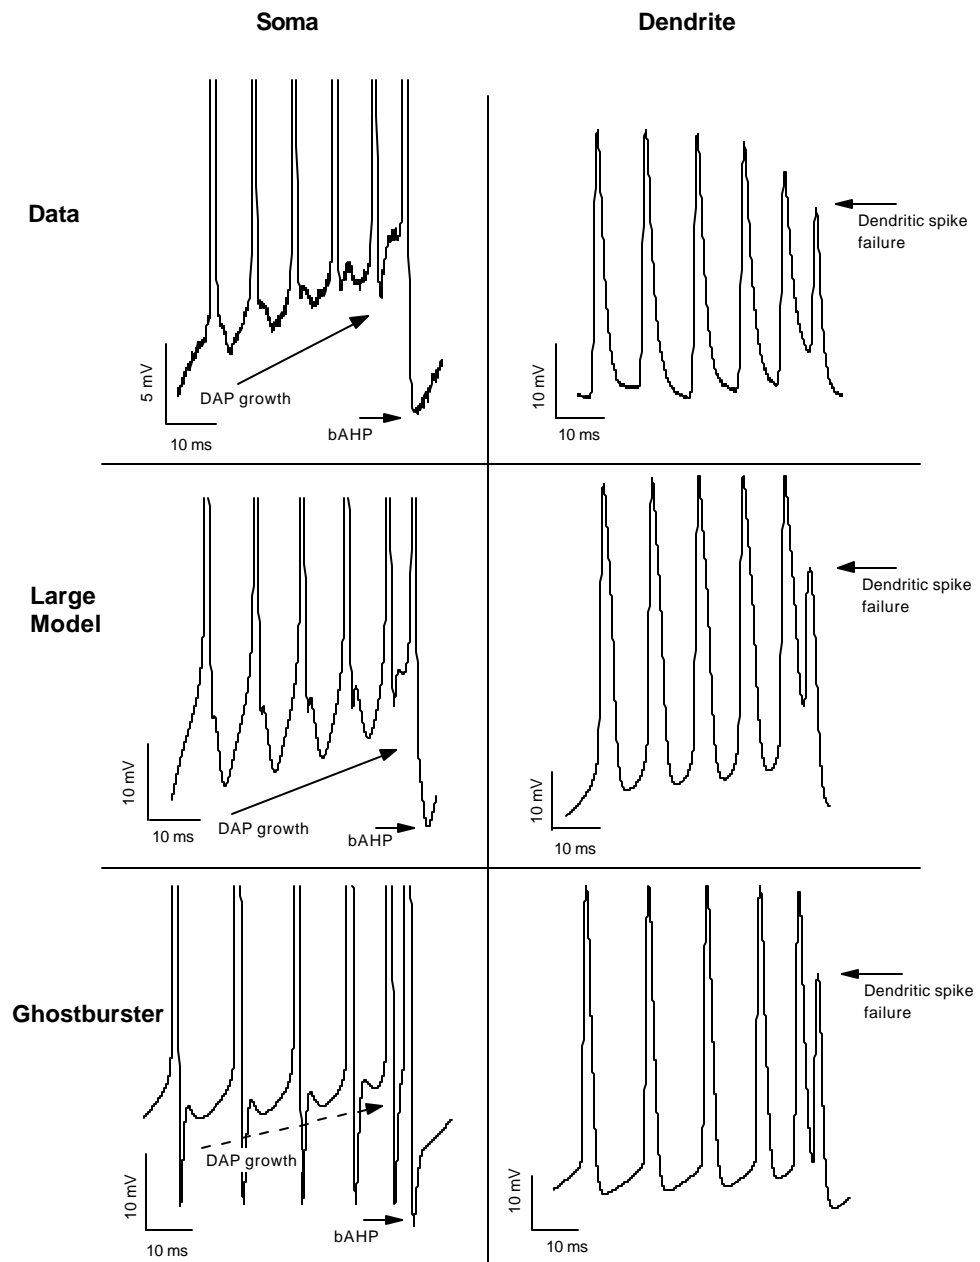 Soma
Dendrite
Data
5 mV
10 ms
DAP growth
bAHP
10 mV
10 ms
Dendritic spike
failure
Large
Model
10 mV
10 ms
DAP growth
bAHP
10 mV
10 ms
Dendritic spike
failure
Ghostburster
10 mV
10 ms
DAP growth
bAHP
10 mV
10 ms
Dendritic spike
failure